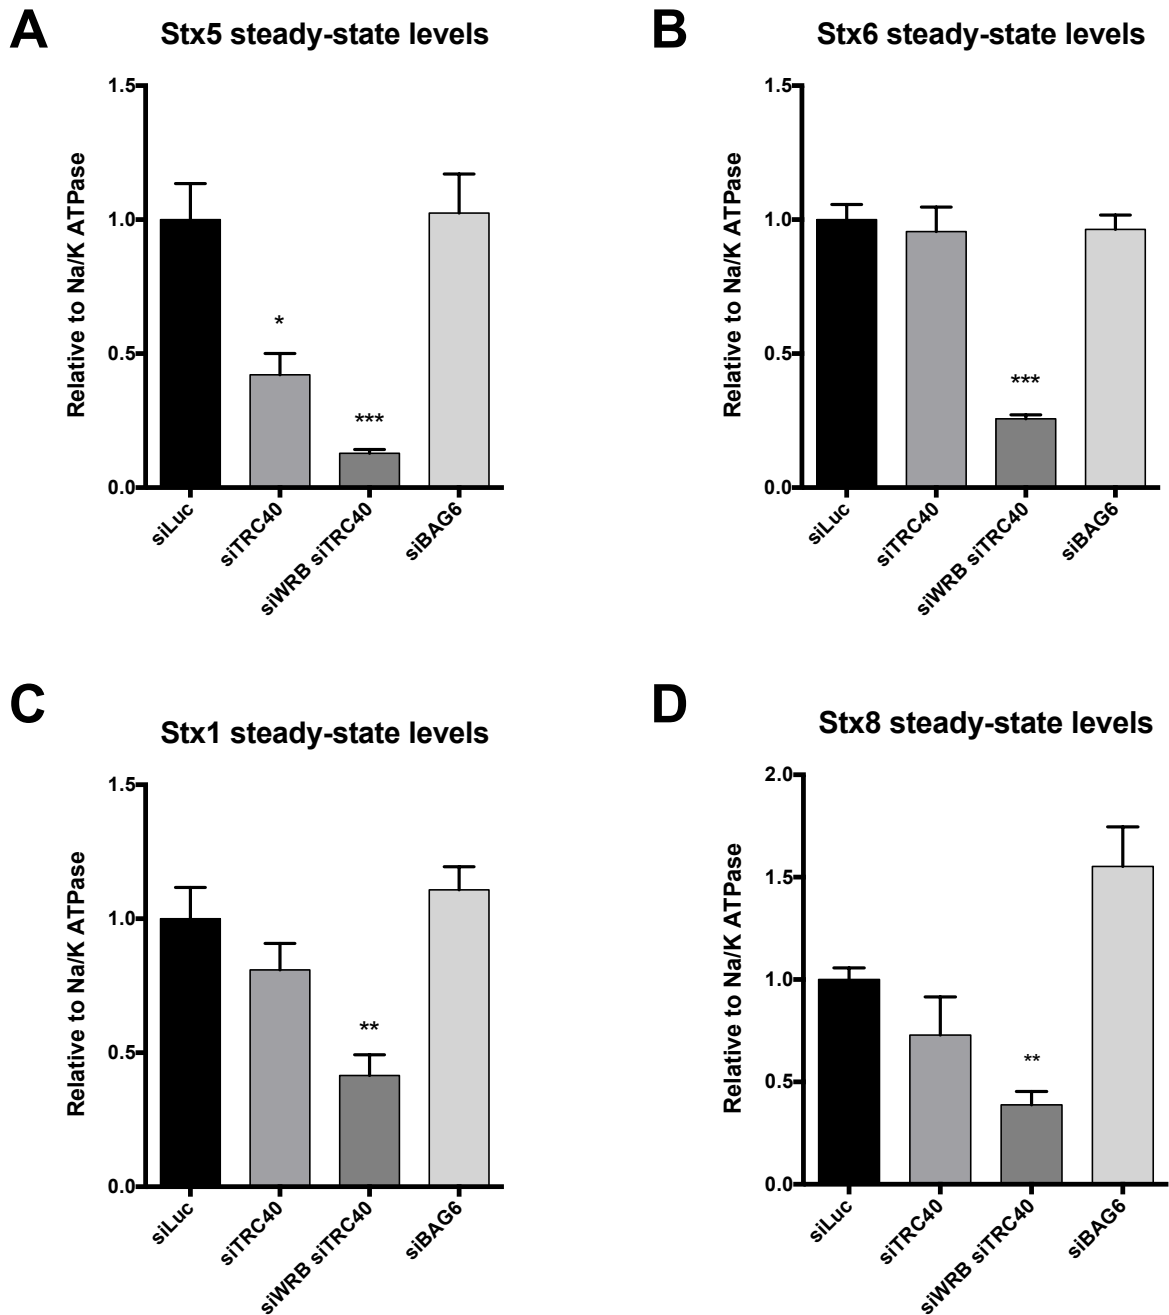 A
Stx5 steady-state levels
Relative to Na/K ATPase
1.5
1.0
0.5
0.0
*
***
siLuc
siTRC40
siWRB siTRC40
siBAG6
B
Stx6 steady-state levels
Relative to Na/K ATPase
1.5
1.0
0.5
0.0
***
siLuc
siTRC40
siWRB siTRC40
siBAG6
C
Stx1 steady-state levels
Relative to Na/K ATPase
1.5
1.0
0.5
0.0
**
siLuc
siTRC40
siWRB siTRC40
siBAG6
D
Stx8 steady-state levels
Relative to Na/K ATPase
2.0
1.5
1.0
0.5
0.0
**
siLuc
siTRC40
siWRB siTRC40
siBAG6